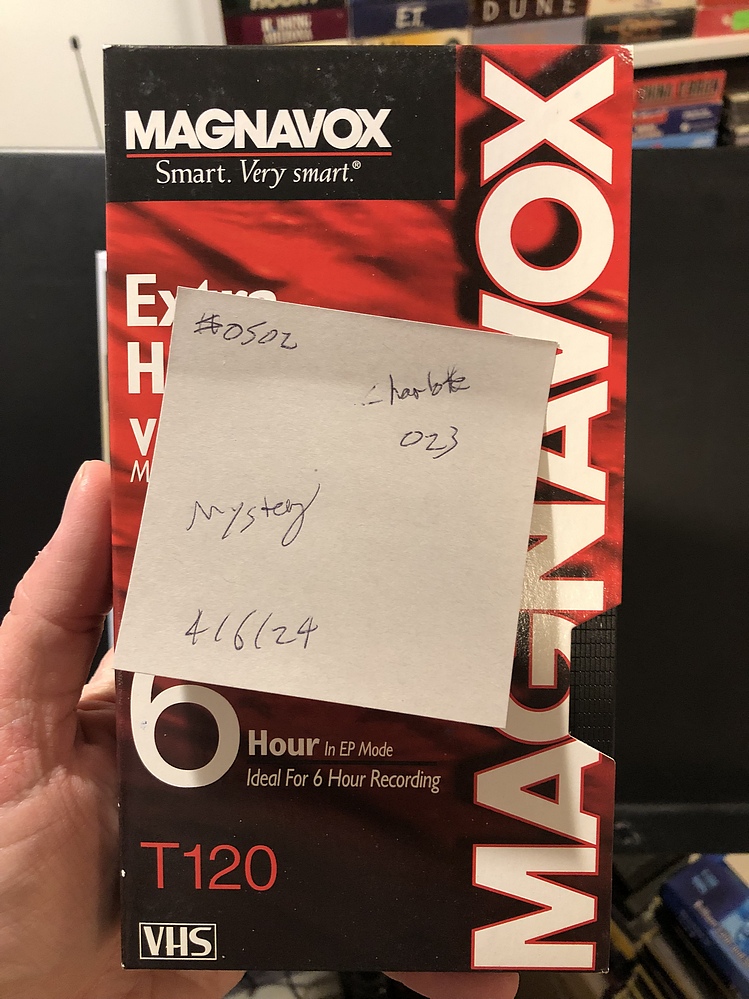 E.T.
DUNE
MAGNAVOX
Smart. Very smart.®
MAGNAVOX
#0502
Charlotte
023
Mystery
4/6/24
6 Hour In EP Mode
Ideal For 6 Hour Recording
T120
VHS